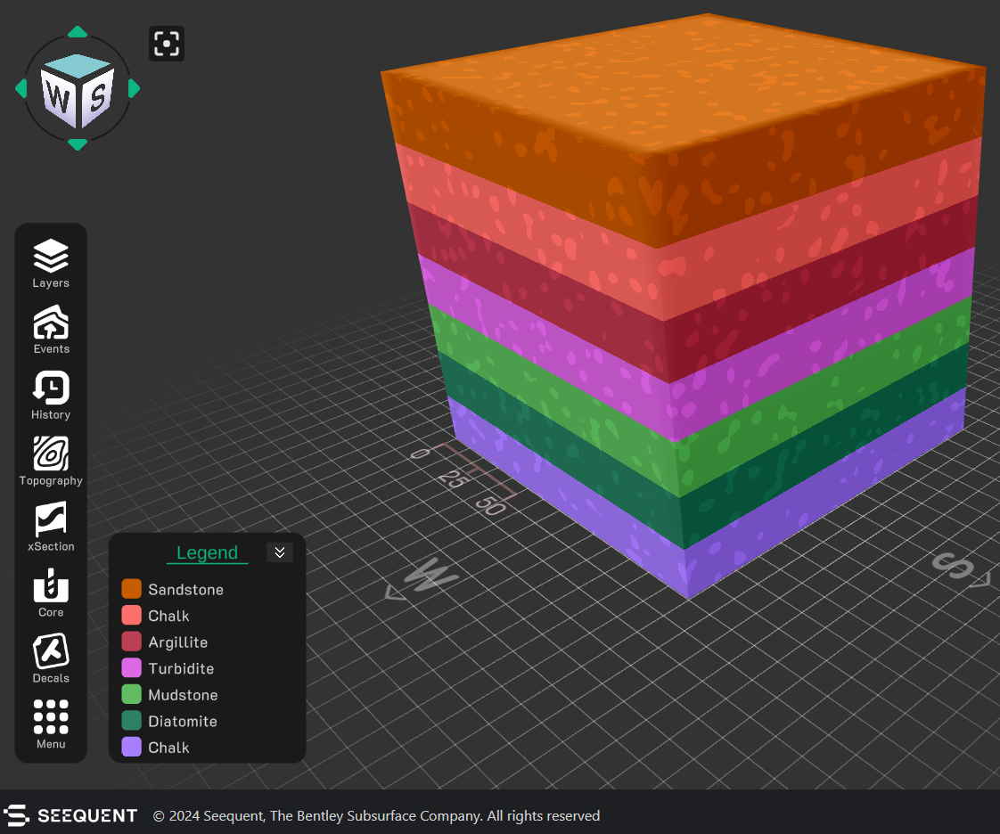 W S
Layers
Events
History
Topography
xSection
Core
Decals
Menu
0
25
50
W
S
Legend
Sandstone
Chalk
Argillite
Turbidite
Mudstone
Diatomite
Chalk
SEEQUENT © 2024 Seequent, The Bentley Subsurface Company. All rights reserved